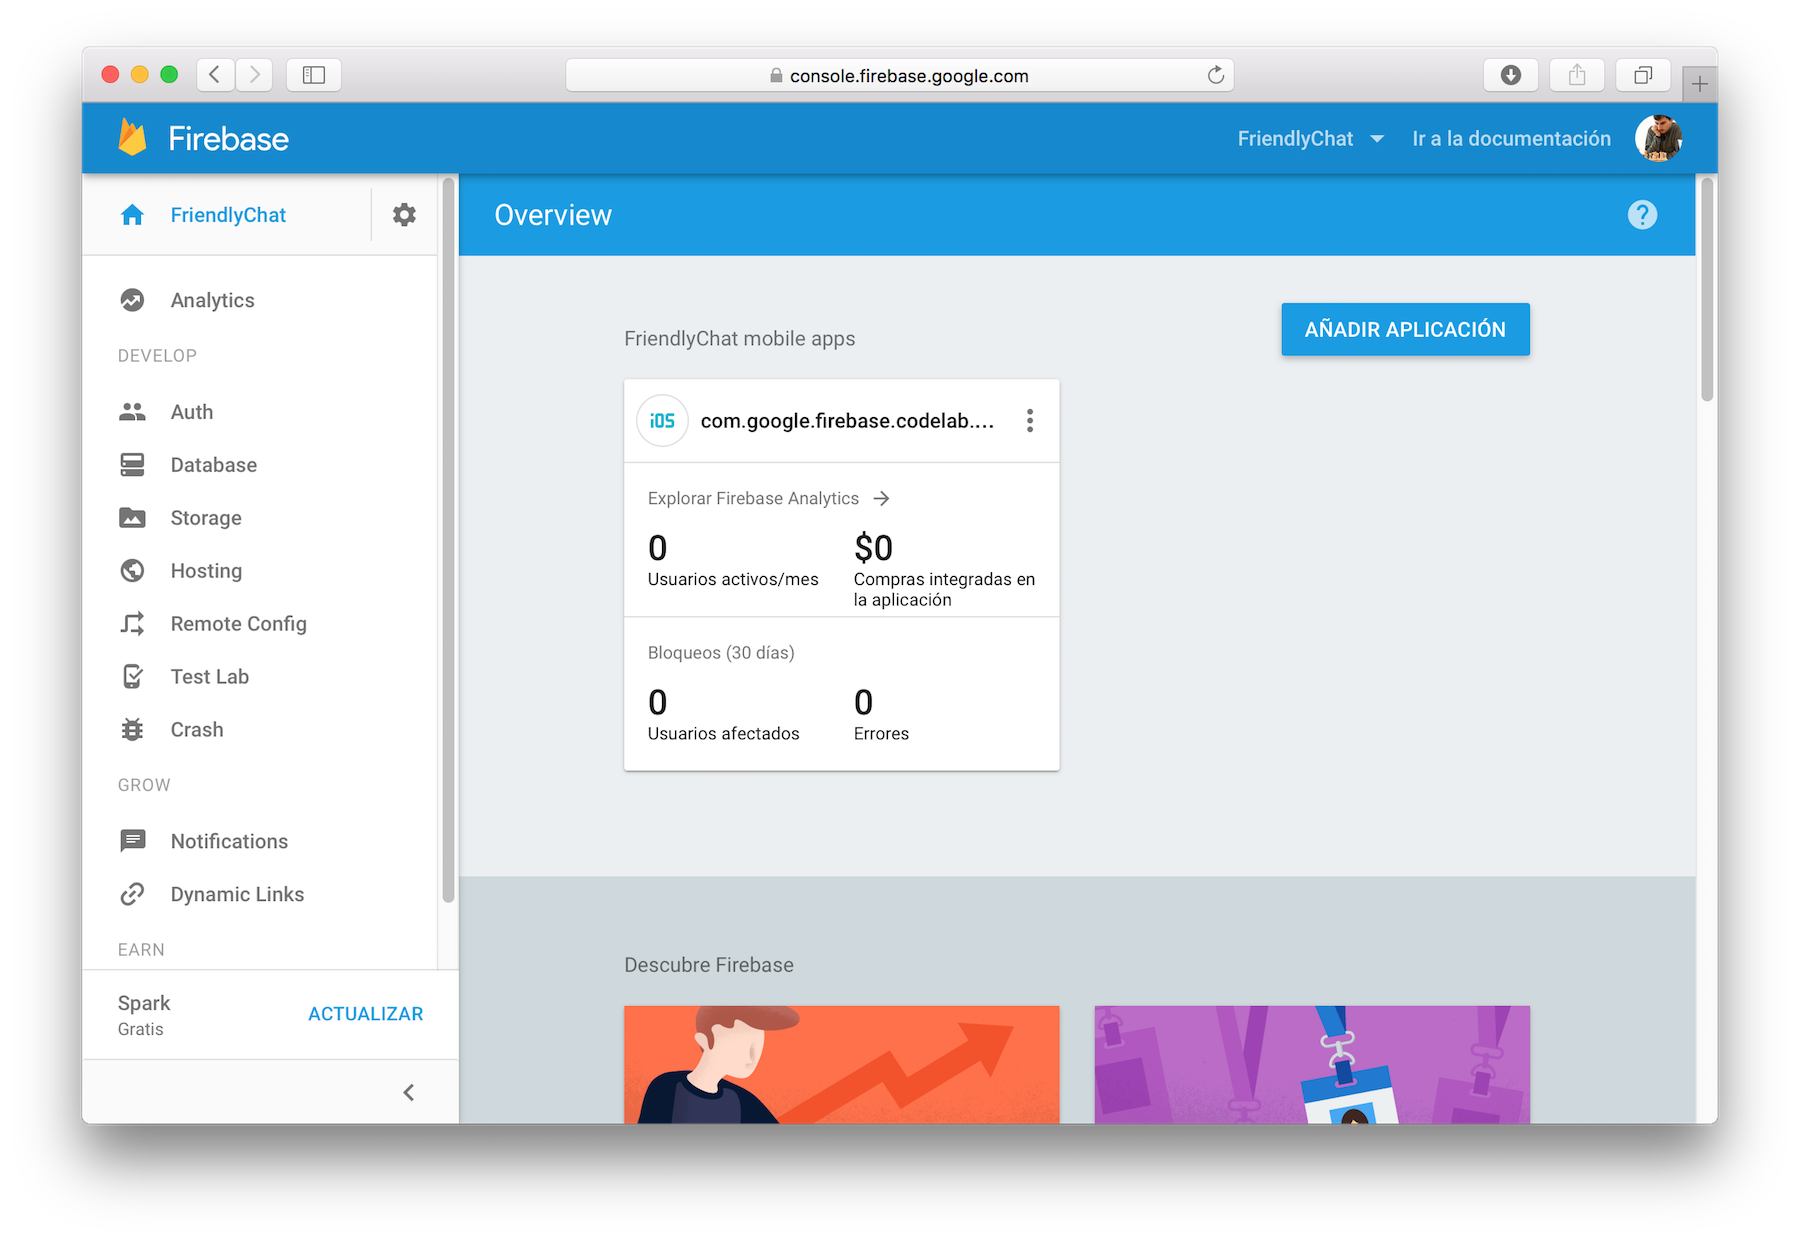 console.firebase.google.com
Firebase
FriendlyChat
Ir a la documentación
FriendlyChat
Analytics
DEVELOP
Auth
Database
Storage
Hosting
Remote Config
Test Lab
Crash
GROW
Notifications
Dynamic Links
EARN
Spark
Gratis
ACTUALIZAR
Overview
FriendlyChat mobile apps
AÑADIR APLICACIÓN
iOS
com.google.firebase.codelab....
Explorar Firebase Analytics
0
Usuarios activos/mes
$0
Compras integradas en
la aplicación
Bloqueos (30 días)
0
Usuarios afectados
0
Errores
Descubre Firebase